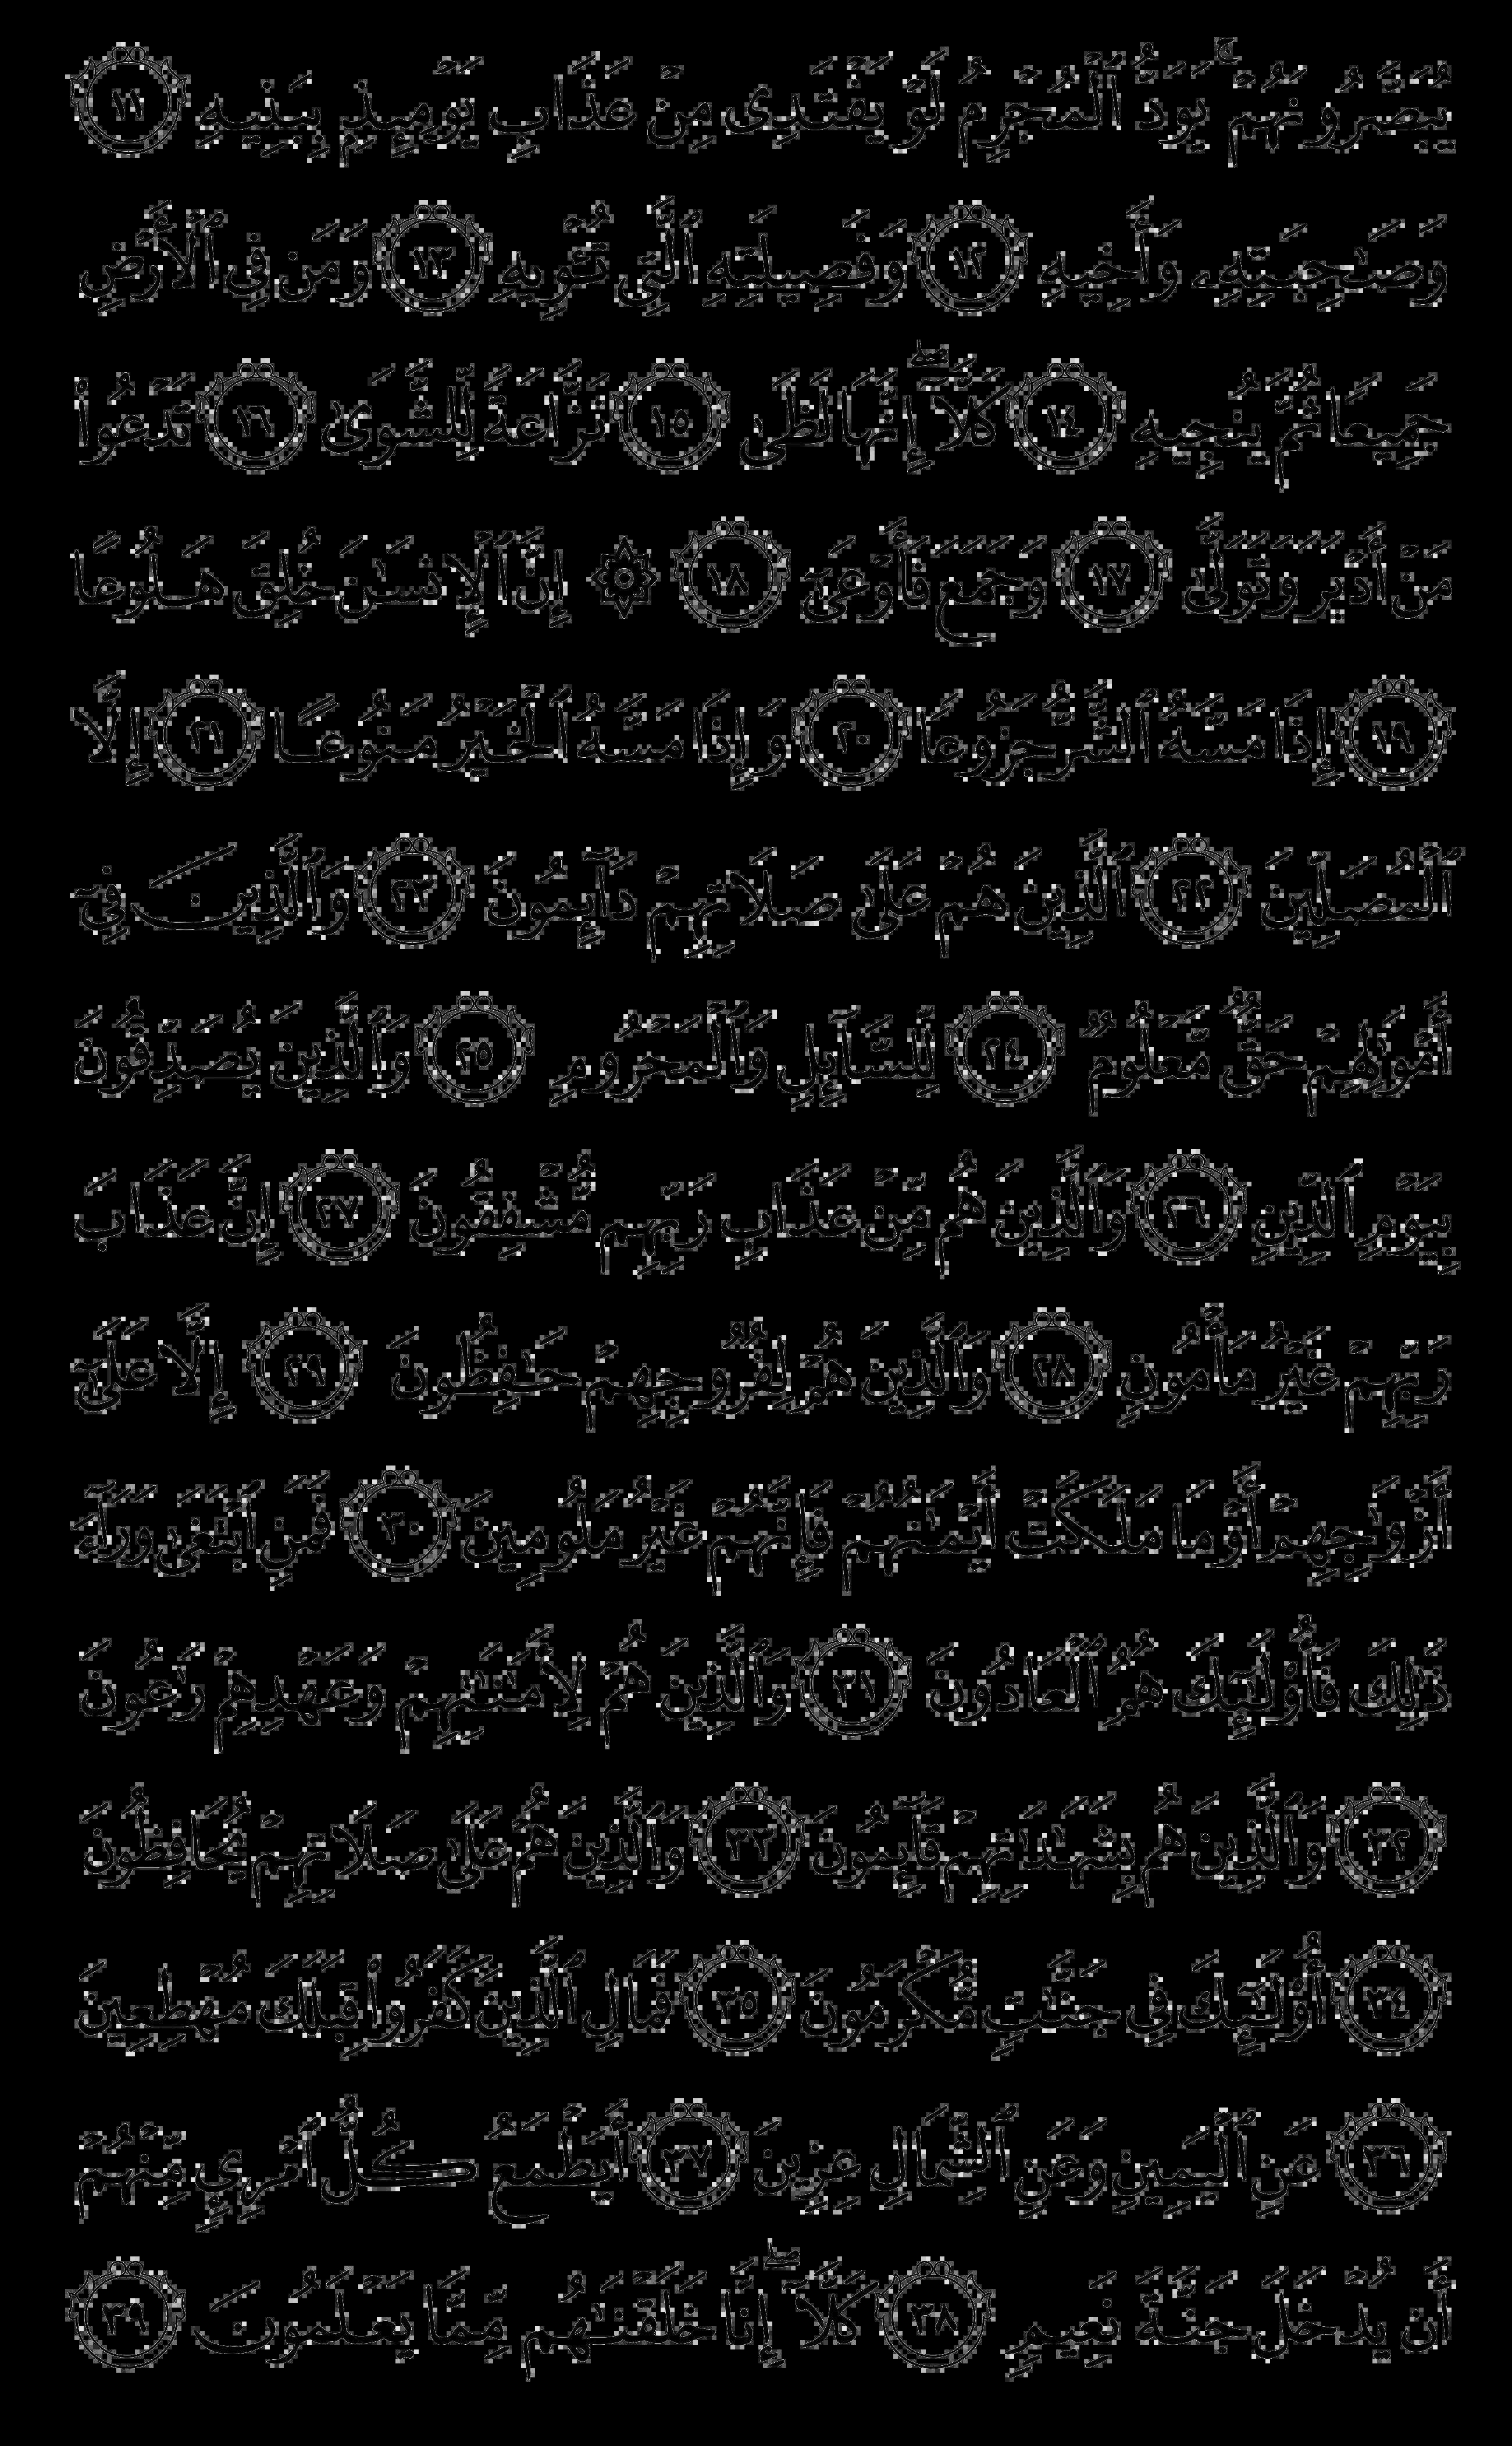 يُبَصَّرُونَهُمْ ۚ يَوَدُّ ٱلْمُجْرِمُ لَوْ يَفْتَدِى مِنْ عَذَابِ يَوْمِئِذٍۭ بِبَنِيهِ ١١
وَصَـٰحِبَتِهِۦ وَأَخِيهِ ١٢ وَفَصِيلَتِهِ ٱلَّتِى تُـْٔوِيهِ ١٣ وَمَن فِى ٱلْأَرْضِ
جَمِيعًا ثُمَّ يُنجِيهِ ١٤ كَلَّآ ۖ إِنَّهَا لَظَىٰ ١٥ نَزَّاعَةً لِّلشَّوَىٰ ١٦ تَدْعُوا۟
مَنْ أَدْبَرَ وَتَوَلَّىٰ ١٧ وَجَمَعَ فَأَوْعَىٰٓ ١٨ ۞ إِنَّ ٱلْإِنسَـٰنَ خُلِقَ هَلُوعًا
١٩ إِذَا مَسَّهُ ٱلشَّرُّ جَزُوعًا ٢٠ وَإِذَا مَسَّهُ ٱلْخَيْرُ مَنُوعًا ٢١ إِلَّا
ٱلْمُصَلِّينَ ٢٢ ٱلَّذِينَ هُمْ عَلَىٰ صَلَاتِهِمْ دَآئِمُونَ ٢٣ وَٱلَّذِينَ فِىٓ
أَمْوَٰلِهِمْ حَقٌّ مَّعْلُومٌ ٢٤ لِّلسَّآئِلِ وَٱلْمَحْرُومِ ٢٥ وَٱلَّذِينَ يُصَدِّقُونَ
بِيَوْمِ ٱلدِّينِ ٢٦ وَٱلَّذِينَ هُم مِّنْ عَذَابِ رَبِّهِم مُّشْفِقُونَ ٢٧ إِنَّ عَذَابَ
رَبِّهِمْ غَيْرُ مَأْمُونٍ ٢٨ وَٱلَّذِينَ هُمْ لِفُرُوجِهِمْ حَـٰفِظُونَ ٢٩ إِلَّا عَلَىٰٓ
أَزْوَٰجِهِمْ أَوْ مَا مَلَكَتْ أَيْمَـٰنُهُمْ فَإِنَّهُمْ غَيْرُ مَلُومِينَ ٣٠ فَمَنِ ٱبْتَغَىٰ وَرَآءَ
ذَٰلِكَ فَأُو۟لَـٰٓئِكَ هُمُ ٱلْعَادُونَ ٣١ وَٱلَّذِينَ هُمْ لِأَمَـٰنَـٰتِهِمْ وَعَهْدِهِمْ رَٰعُونَ
٣٢ وَٱلَّذِينَ هُم بِشَهَـٰدَٰتِهِمْ قَآئِمُونَ ٣٣ وَٱلَّذِينَ هُمْ عَلَىٰ صَلَاتِهِمْ يُحَافِظُونَ
٣٤ أُو۟لَـٰٓئِكَ فِى جَنَّـٰتٍ مُّكْرَمُونَ ٣٥ فَمَالِ ٱلَّذِينَ كَفَرُوا۟ قِبَلَكَ مُهْطِعِينَ
٣٦ عَنِ ٱلْيَمِينِ وَعَنِ ٱلشِّمَالِ عِزِينَ ٣٧ أَيَطْمَعُ كُلُّ ٱمْرِئٍ مِّنْهُمْ
أَن يُدْخَلَ جَنَّةَ نَعِيمٍ ٣٨ كَلَّآ ۖ إِنَّا خَلَقْنَـٰهُم مِّمَّا يَعْلَمُونَ ٣٩